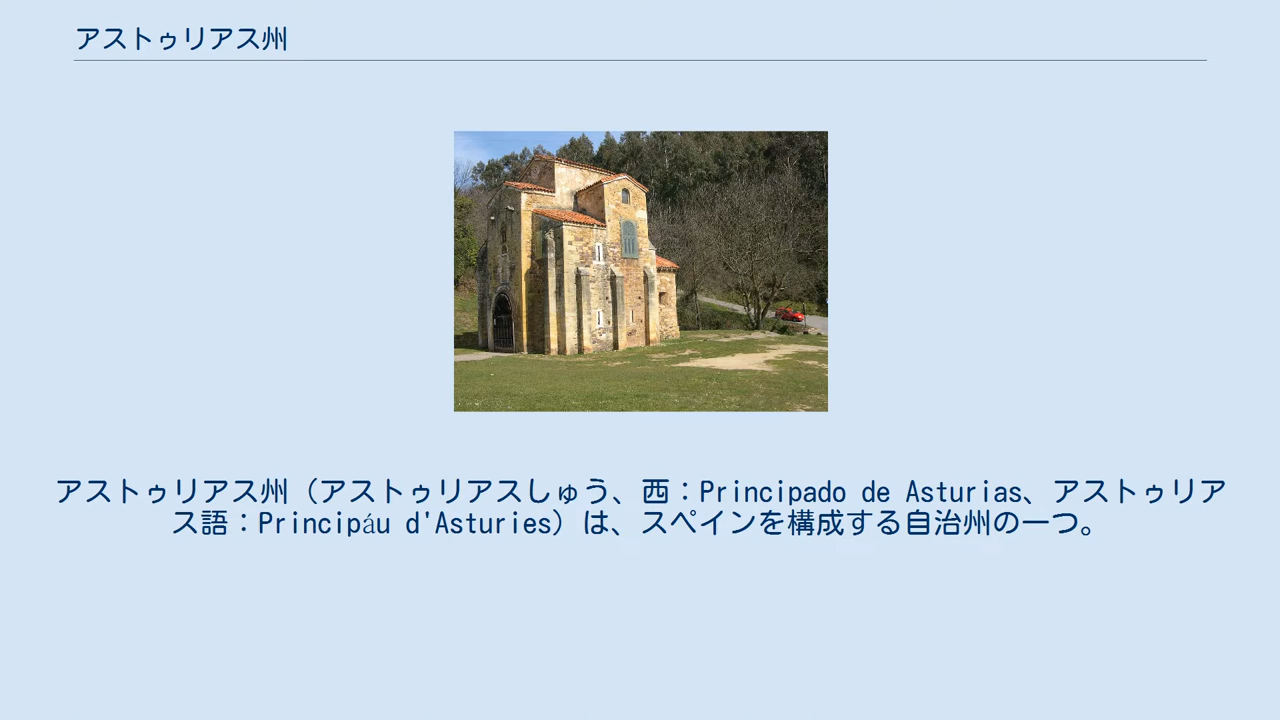 アストゥリアス州
アストゥリアス州（アストゥリアスしゅう、西：Principado de Asturias、アストゥリア
ス語：Principáu d'Asturies）は、スペインを構成する自治州の一つ。